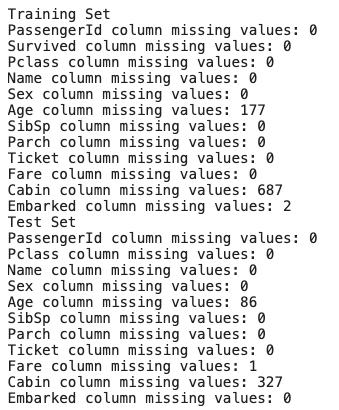 Training Set
PassengerId column missing values: 0
Survived column missing values: 0
Pclass column missing values: 0
Name column missing values: 0
Sex column missing values: 0
Age column missing values: 177
SibSp column missing values: 0
Parch column missing values: 0
Ticket column missing values: 0
Fare column missing values: 0
Cabin column missing values: 687
Embarked column missing values: 2
Test Set
PassengerId column missing values: 0
Pclass column missing values: 0
Name column missing values: 0
Sex column missing values: 0
Age column missing values: 86
SibSp column missing values: 0
Parch column missing values: 0
Ticket column missing values: 0
Fare column missing values: 1
Cabin column missing values: 327
Embarked column missing values: 0